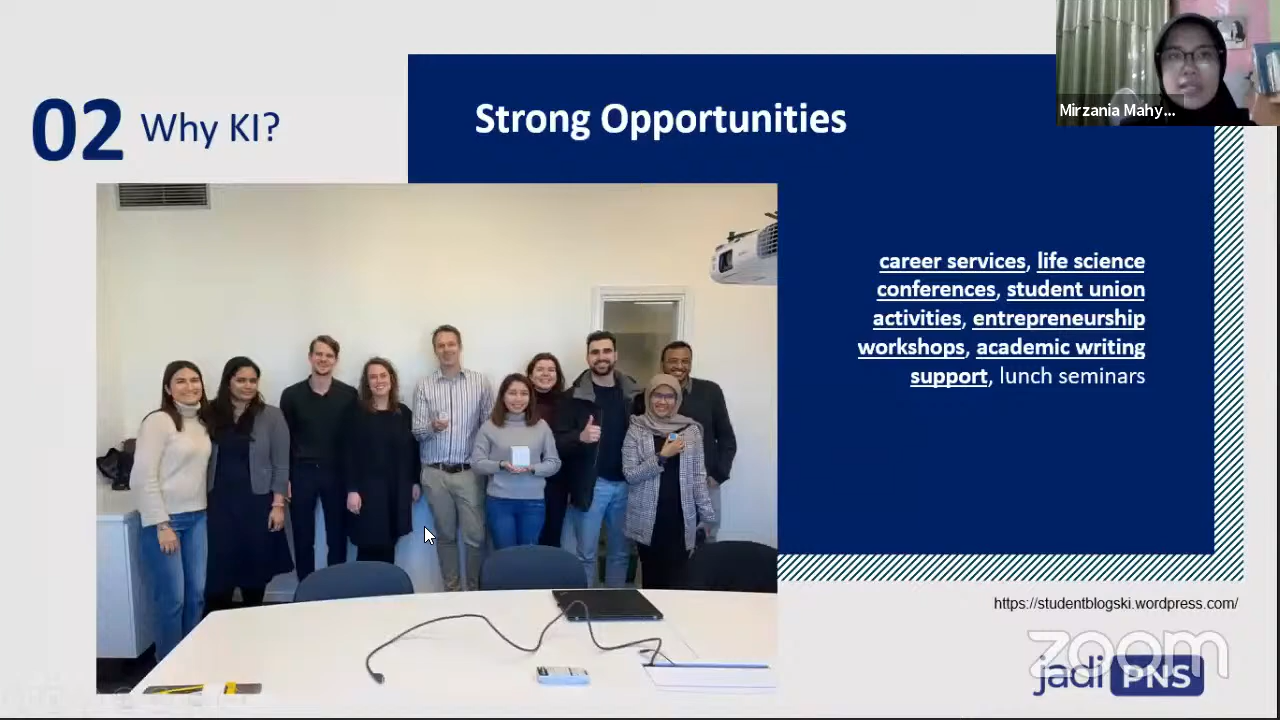 02 Why KI?
Strong Opportunities
Mirzania Mahy...
career services, life science
conferences, student union
activities, entrepreneurship
workshops, academic writing
support, lunch seminars
https://studentblogski.wordpress.com/
zoom
jadi PNS